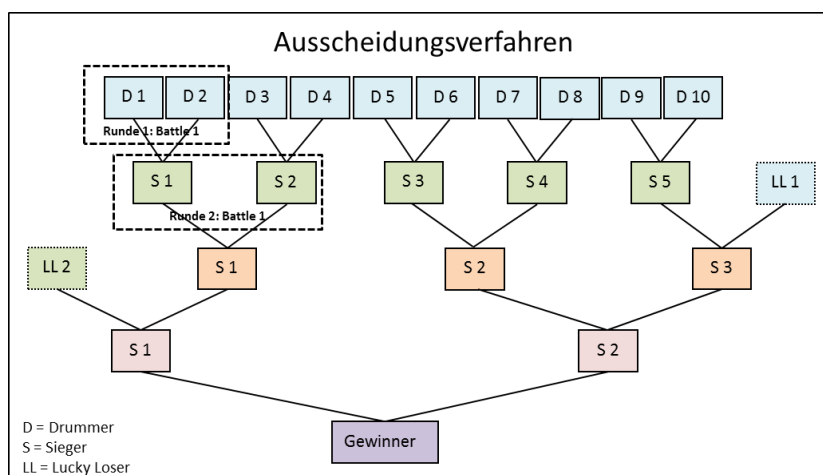 Ausscheidungsverfahren
D 1 D 2 D 3 D 4 D 5 D 6 D 7 D 8 D 9 D 10
Runde 1: Battle 1
S 1 S 2 S 3 S 4 S 5 LL 1
Runde 2: Battle 1
LL 2 S 1 S 2 S 3
S 1 S 2
Gewinner
D = Drummer
S = Sieger
LL = Lucky Loser